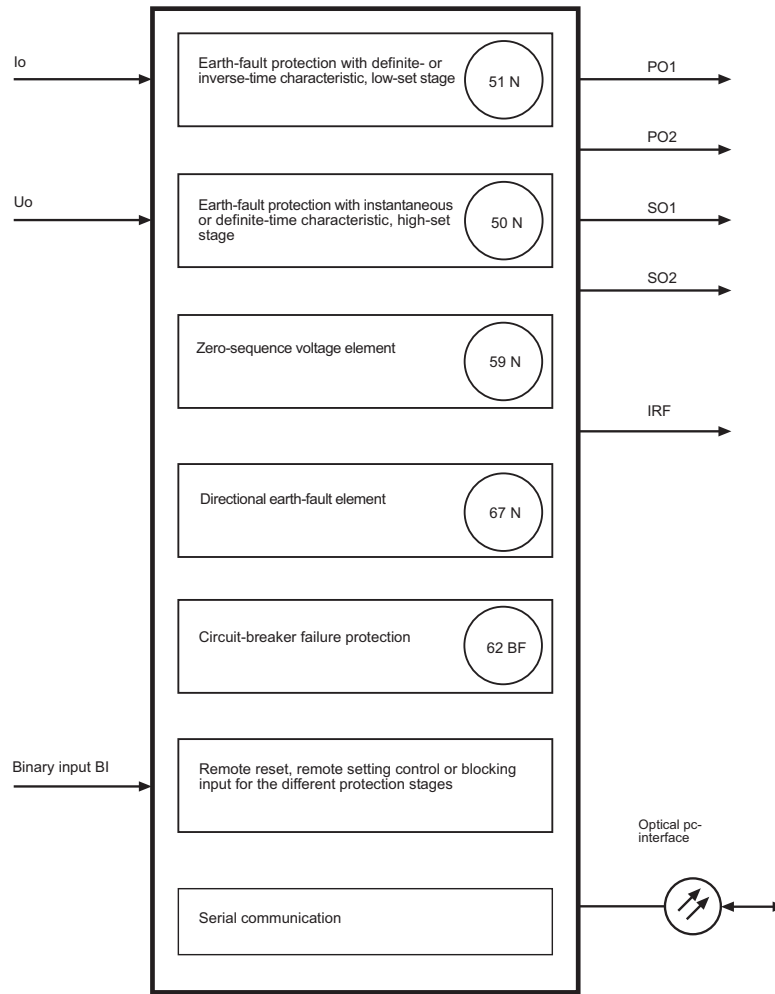 Io
Earth-fault protection with definite- or
inverse-time characteristic, low-set stage
51 N
PO1
PO2
Uo
Earth-fault protection with instantaneous
or definite-time characteristic, high-set
stage
50 N
SO1
SO2
Zero-sequence voltage element
59 N
IRF
Directional earth-fault element
67 N
Circuit-breaker failure protection
62 BF
Binary input BI
Remote reset, remote setting control or blocking
input for the different protection stages
Optical pc-
interface
Serial communication